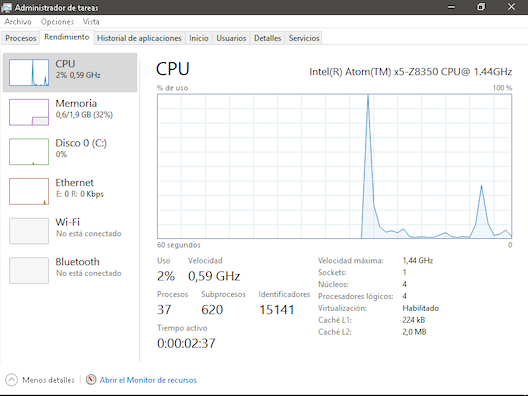 Administrador de tareas
Archivo Opciones Vista
Procesos Rendimiento Historial de aplicaciones Inicio Usuarios Detalles Servicios
CPU
2% 0,59 GHz
Memoria
0,6/1,9 GB (32%)
Disco 0 (C:)
0%
Ethernet
E: 0 R: 0 Kbps
Wi-Fi
No está conectado
Bluetooth
No está conectado
CPU Intel(R) Atom(TM) x5-Z8350 CPU@ 1.44GHz
% de uso 100 %
60 segundos 0
Uso Velocidad
2% 0,59 GHz
Procesos Subprocesos Identificadores
37 620 15141
Tiempo activo
0:00:02:37
Velocidad máxima: 1,44 GHz
Sockets: 1
Núcleos: 4
Procesadores lógicos: 4
Virtualización: Habilitado
Caché L1: 224 kB
Caché L2: 2,0 MB
Menos detalles Abrir el Monitor de recursos